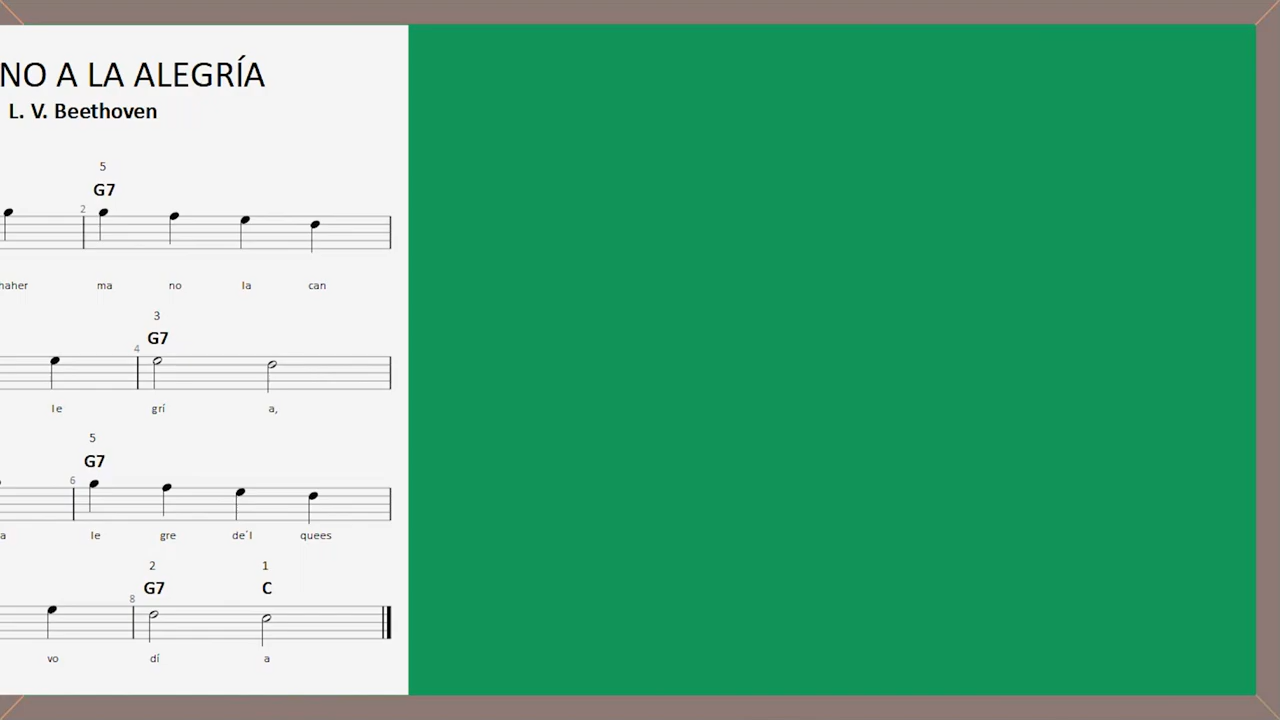 NO A LA ALEGRÍA
L. V. Beethoven
5
G7
2
haher ma no la can
3
G7
4
le grí a,
5
G7
6
a le gre de´l quees
2 1
G7 C
8
vo dí a